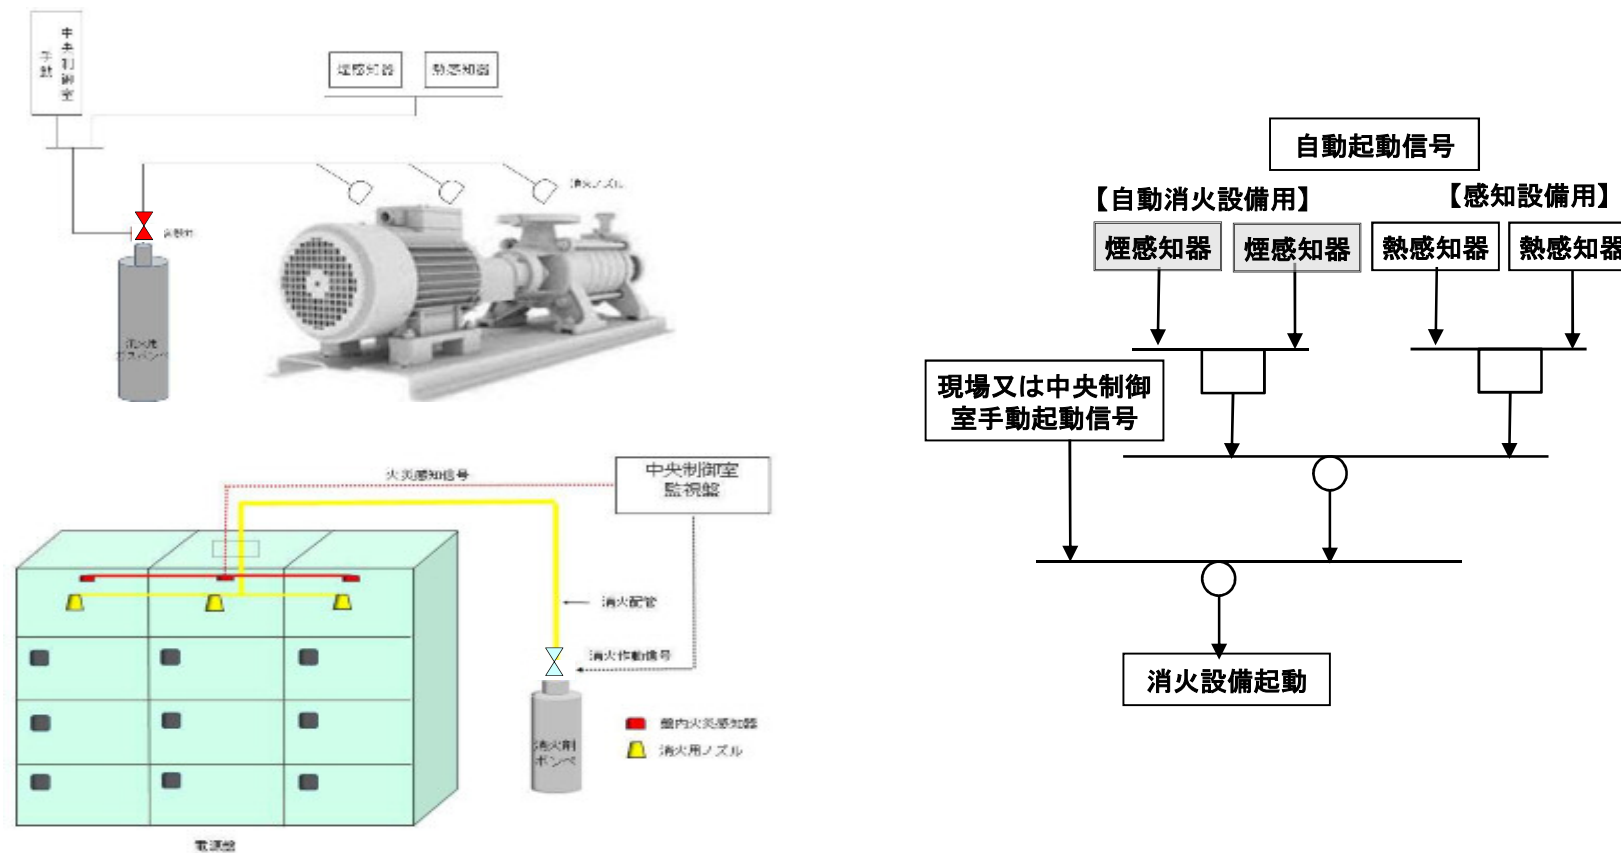 中央制御室
手動
煙感知器
熱感知器
消火ノズル
消火用
ガスボンベ
火災感知信号
中央制御室
監視盤
消火配管
消火作動信号
消火剤
ボンベ
盤内火災感知器
消火用ノズル
電源盤
自動起動信号
【自動消火設備用】
【感知設備用】
煙感知器
煙感知器
熱感知器
熱感知器
現場又は中央制御
室手動起動信号
消火設備起動